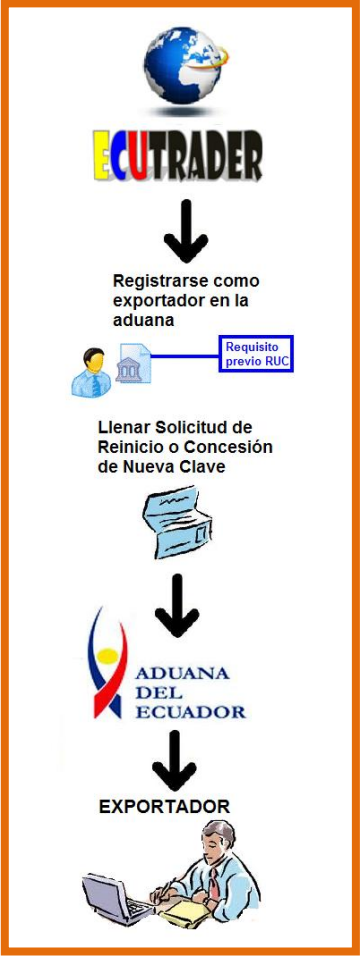 ECUTRADER
Registrarse como
exportador en la
aduana
Requisito
previo RUC
Llenar Solicitud de
Reinicio o Concesión
de Nueva Clave
ADUANA
DEL
ECUADOR
EXPORTADOR